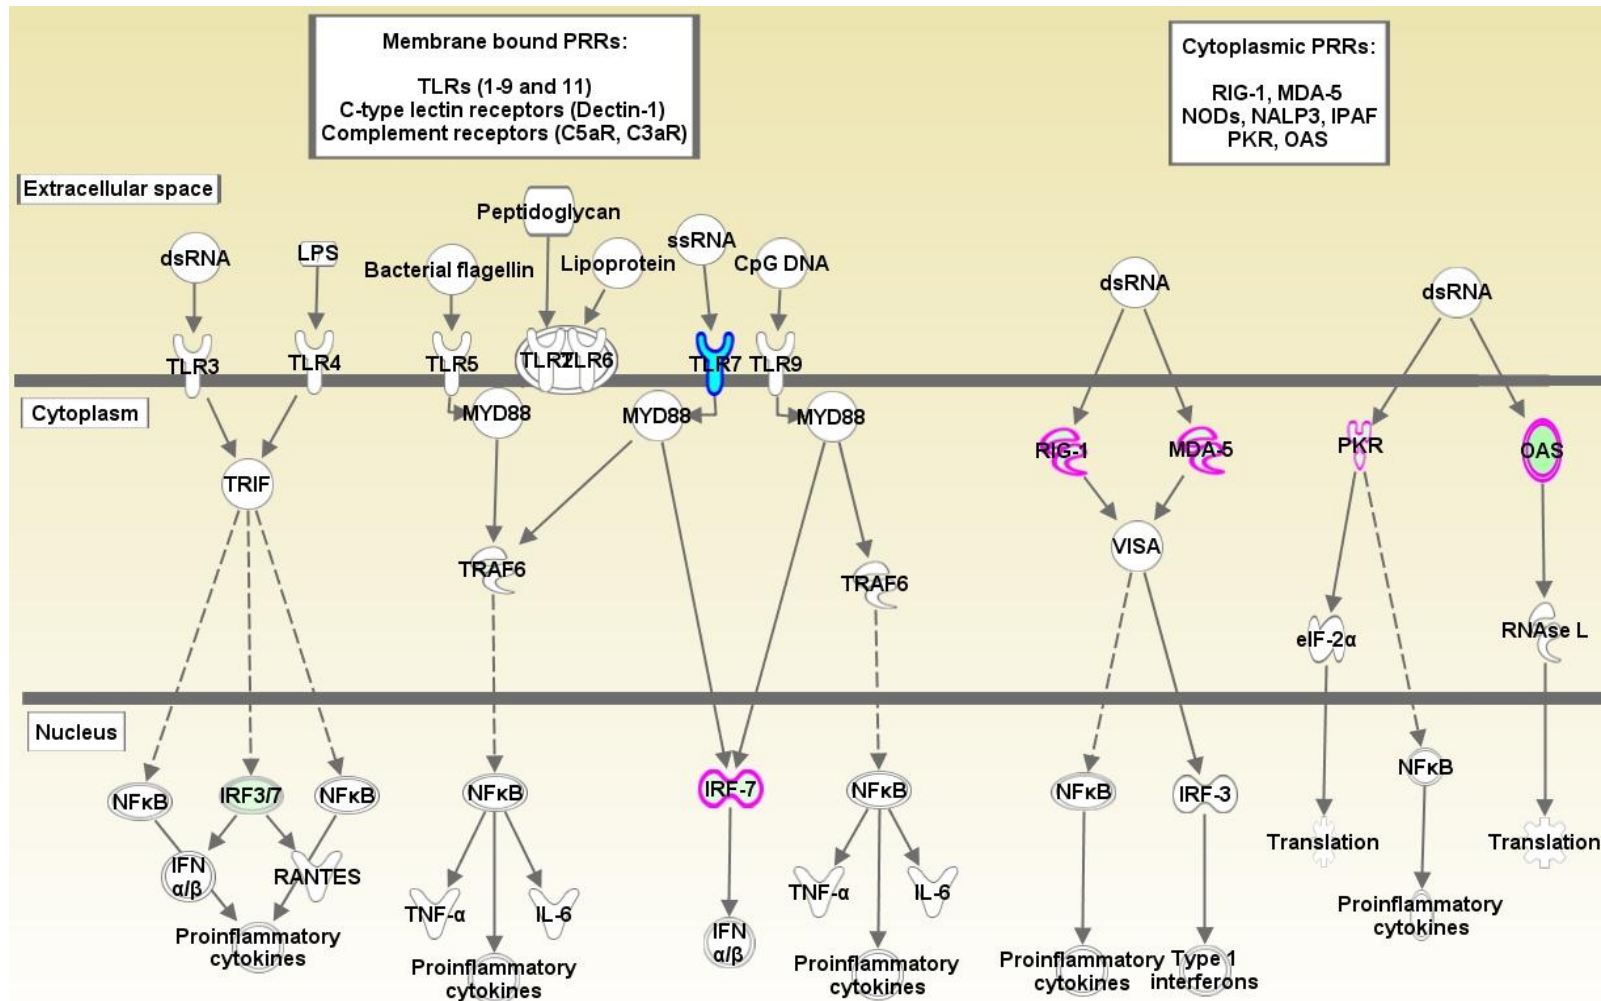 Membrane bound PRRs:
TLRs (1-9 and 11)
C-type lectin receptors (Dectin-1)
Complement receptors (C5aR, C3aR)
Cytoplasmic PRRs:
RIG-1, MDA-5
NODs, NALP3, IPAF
PKR, OAS
Extracellular space
dsRNA
LPS
Bacterial flagellin
Peptidoglycan
Lipoprotein
ssRNA
CpG DNA
dsRNA
dsRNA
TLR3
TLR4
TLR5
TLR2
TLR6
TLR7
TLR9
Cytoplasm
MYD88
MYD88
MYD88
RIG-1
MDA-5
PKR
OAS
TRIF
VISA
TRAF6
TRAF6
eIF-2α
RNAse L
Nucleus
NFκB
IRF3/7
NFκB
NFκB
IRF-7
NFκB
NFκB
IRF-3
NFκB
Translation
Translation
IFN
α/β
RANTES
TNF-α
IL-6
TNF-α
IL-6
Proinflammatory
cytokines
Proinflammatory
cytokines
IFN
α/β
Proinflammatory
cytokines
Proinflammatory
cytokines
Type 1
interferons
Proinflammatory
cytokines